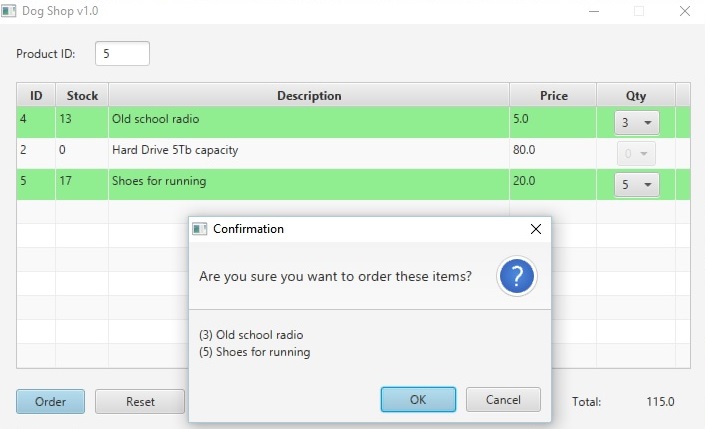 Dog Shop v1.0
Product ID: 5
ID Stock Description Price Qty
4 13 Old school radio 5.0 3
2 0 Hard Drive 5Tb capacity 80.0 0
5 17 Shoes for running 20.0 5
Confirmation
Are you sure you want to order these items?
?
(3) Old school radio
(5) Shoes for running
OK Cancel
Order Reset Total: 115.0